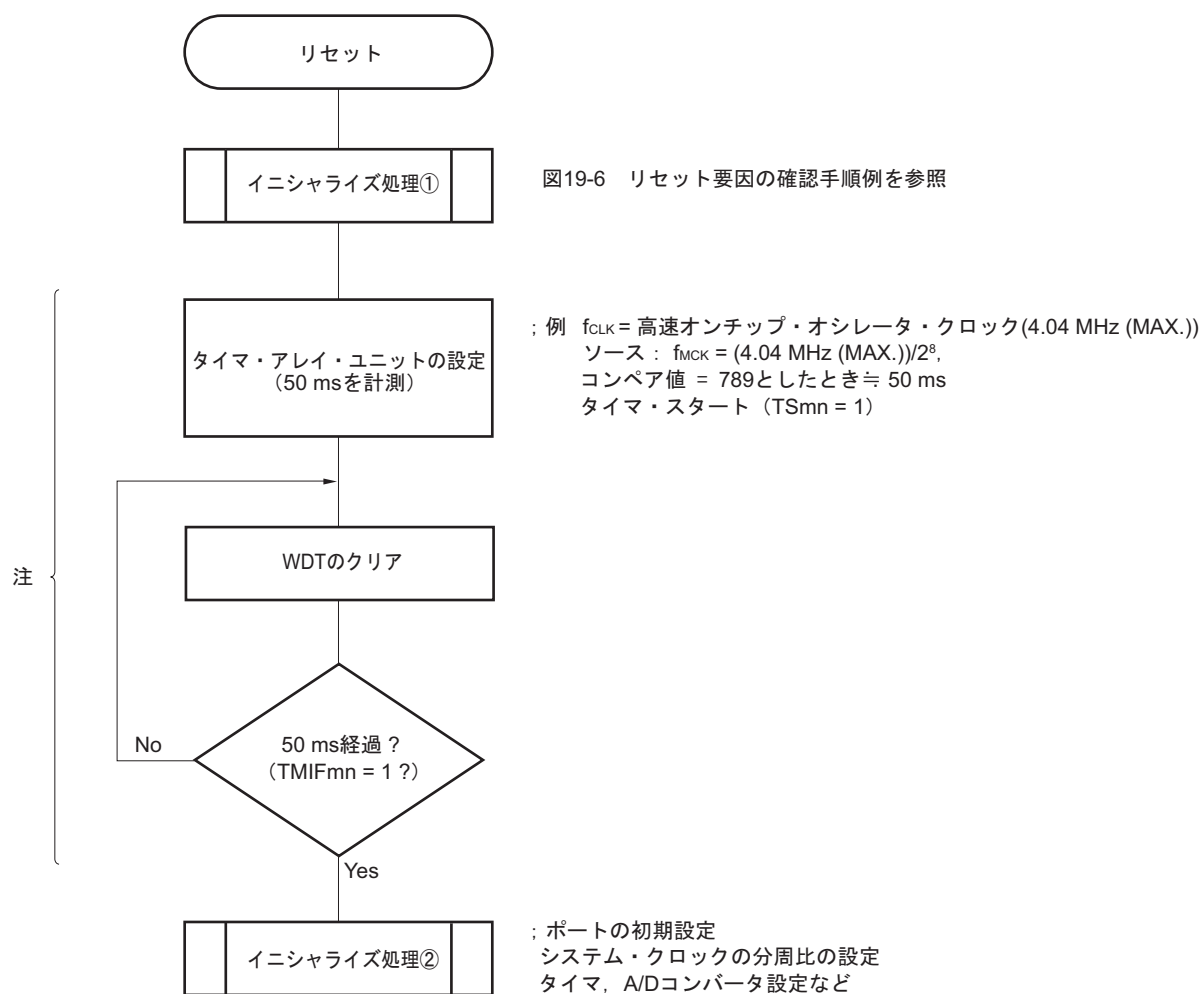 リセット
イニシャライズ処理①
図19-6 リセット要因の確認手順例を参照
タイマ・アレイ・ユニットの設定
(50 msを計測)
; 例 fCLK = 高速オンチップ・オシレータ・クロック(4.04 MHz (MAX.))
ソース: fMCK = (4.04 MHz (MAX.))/2⁸,
コンペア値 = 789としたとき≒ 50 ms
タイマ・スタート(TSmn = 1)
注
WDTのクリア
No
50 ms経過?
(TMIFmn = 1 ?)
Yes
イニシャライズ処理②
; ポートの初期設定
システム・クロックの分周比の設定
タイマ,A/Dコンバータ設定など